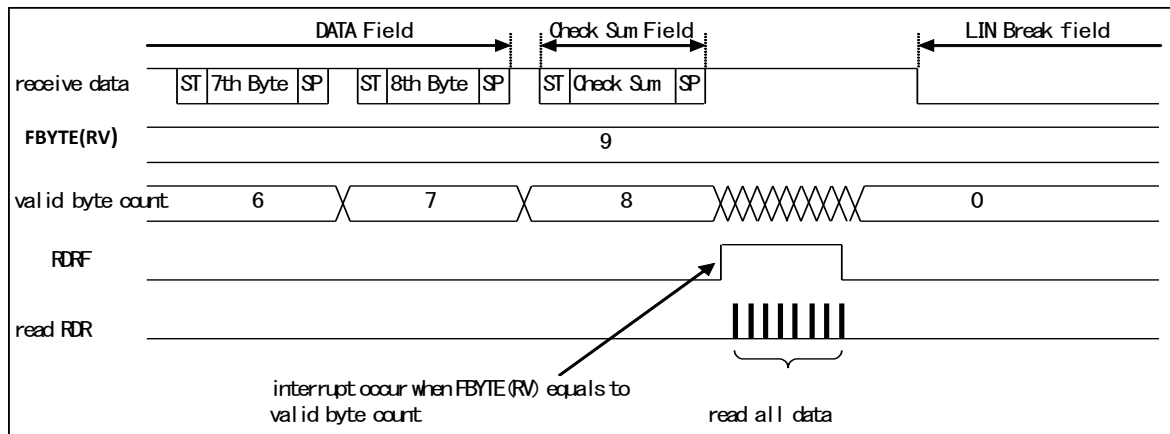 DATA Field Check Sum Field LIN Break field
receive data ST 7th Byte SP ST 8th Byte SP ST Check Sum SP
FBYTE(RV) 9
valid byte count 6 7 8 0
RDRF
read RDR
interrupt occur when FBYTE(RV) equals to
valid byte count read all data